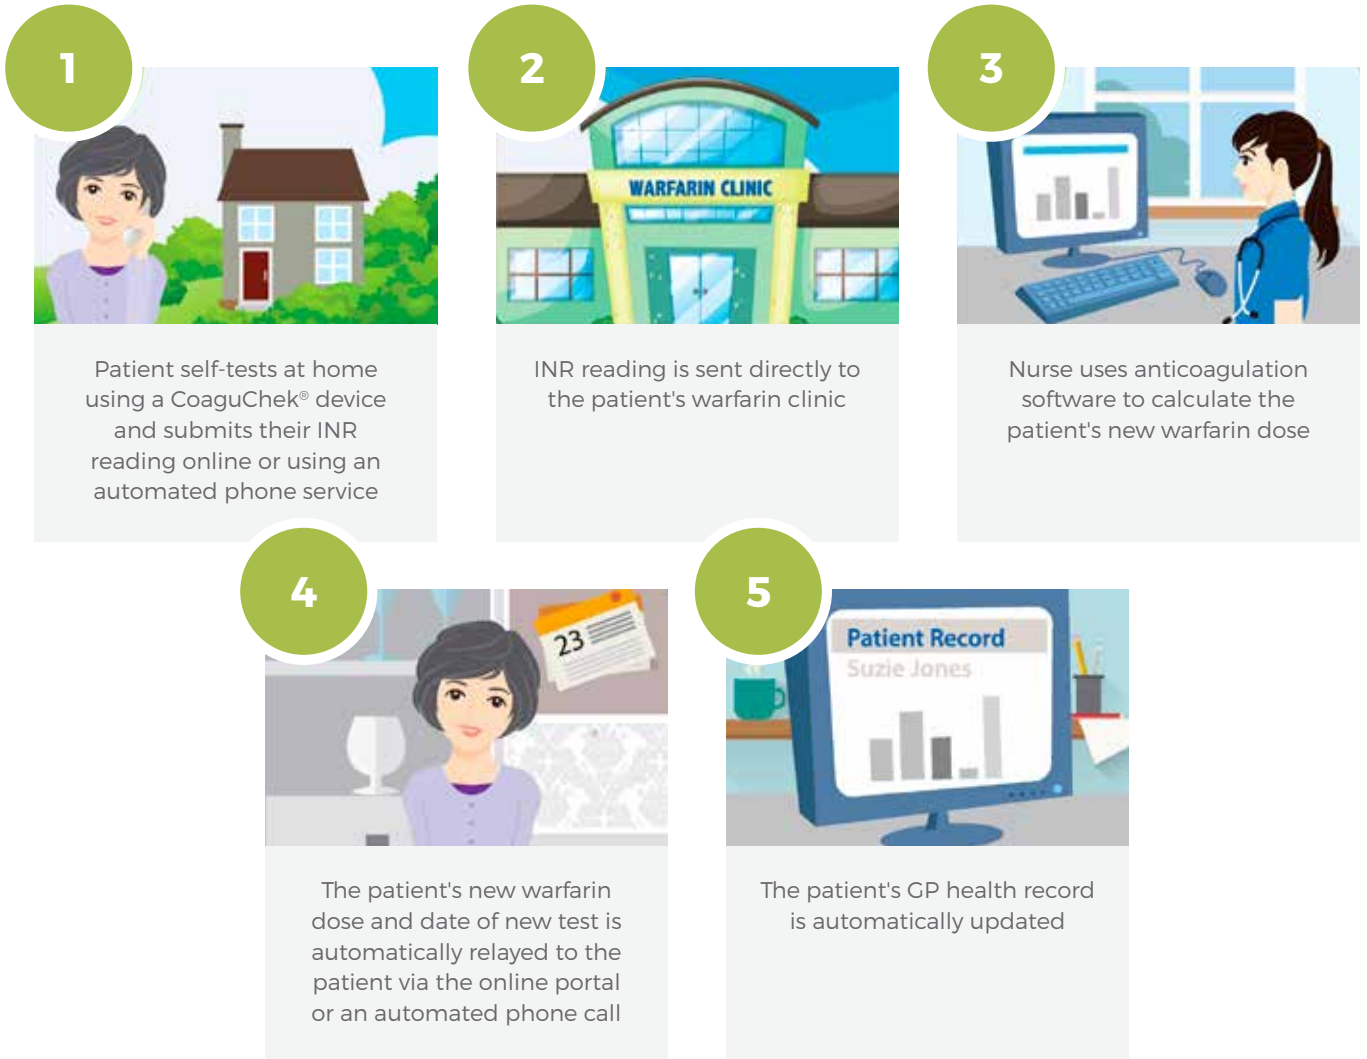 1
2
3
WARFARIN CLINIC
Patient self-tests at home
using a CoaguChek® device
and submits their INR
reading online or using an
automated phone service
INR reading is sent directly to
the patient's warfarin clinic
Nurse uses anticoagulation
software to calculate the
patient's new warfarin dose
4
5
23
Patient Record
Suzie Jones
The patient's new warfarin
dose and date of new test is
automatically relayed to the
patient via the online portal
or an automated phone call
The patient's GP health record
is automatically updated